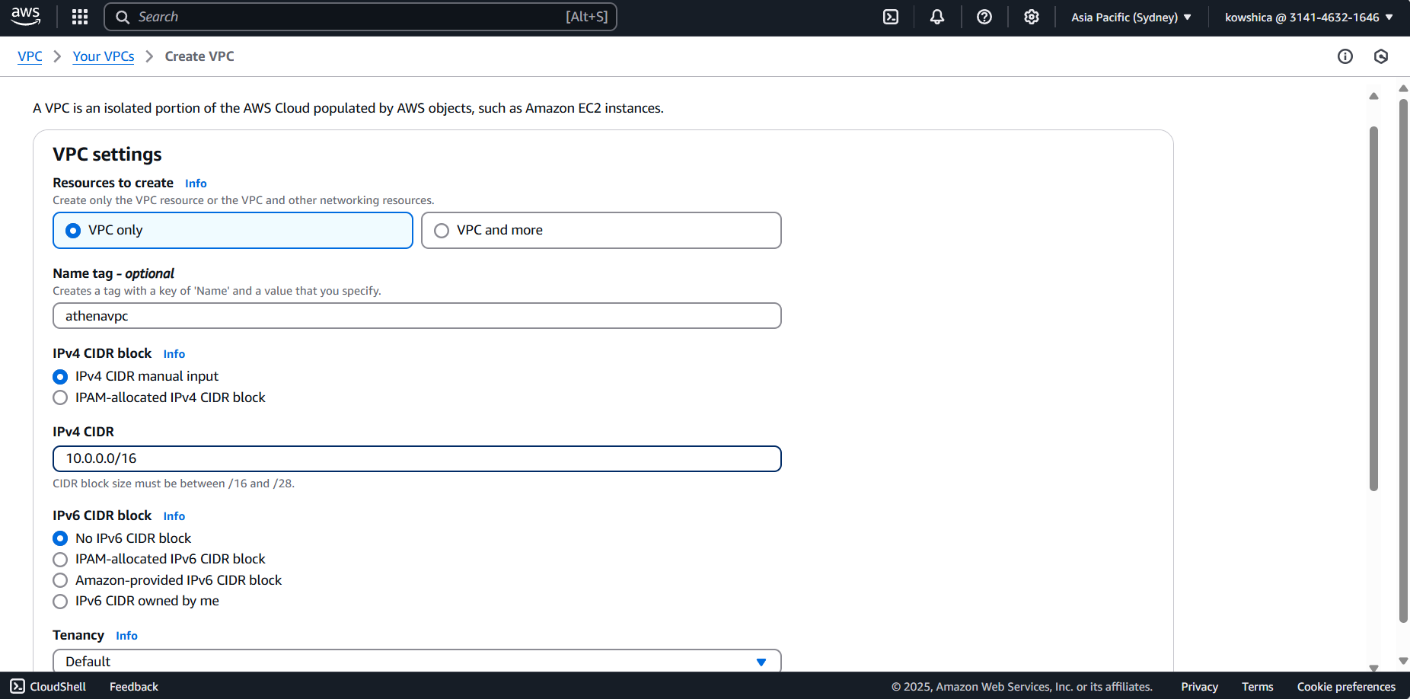 aws
Search [Alt+S]
Asia Pacific (Sydney) kowshica @ 3141-4632-1646
VPC Your VPCs Create VPC
A VPC is an isolated portion of the AWS Cloud populated by AWS objects, such as Amazon EC2 instances.
VPC settings
Resources to create Info
Create only the VPC resource or the VPC and other networking resources.
VPC only VPC and more
Name tag - optional
Creates a tag with a key of 'Name' and a value that you specify.
athenavpc
IPv4 CIDR block Info
IPv4 CIDR manual input
IPAM-allocated IPv4 CIDR block
IPv4 CIDR
10.0.0.0/16
CIDR block size must be between /16 and /28.
IPv6 CIDR block Info
No IPv6 CIDR block
IPAM-allocated IPv6 CIDR block
Amazon-provided IPv6 CIDR block
IPv6 CIDR owned by me
Tenancy Info
Default
CloudShell Feedback © 2025, Amazon Web Services, Inc. or its affiliates. Privacy Terms Cookie preferences